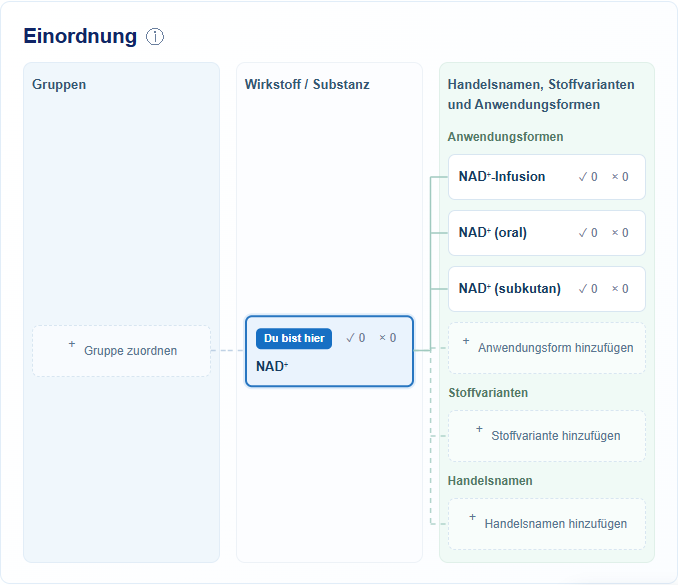 Einordnung ⓘ
Gruppen
+ Gruppe zuordnen
Wirkstoff / Substanz
Du bist hier ✓ 0 × 0
NAD⁺
Handelsnamen, Stoffvarianten
und Anwendungsformen
Anwendungsformen
NAD⁺-Infusion ✓ 0 × 0
NAD⁺ (oral) ✓ 0 × 0
NAD⁺ (subkutan) ✓ 0 × 0
+ Anwendungsform hinzufügen
Stoffvarianten
+ Stoffvariante hinzufügen
Handelsnamen
+ Handelsnamen hinzufügen